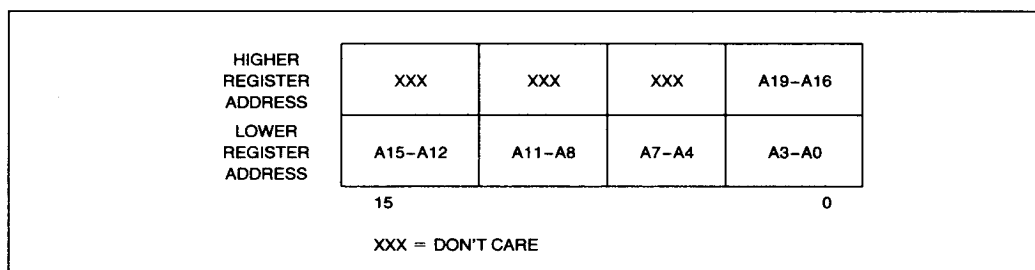 HIGHER
REGISTER
ADDRESS
XXX XXX XXX A19–A16
LOWER
REGISTER
ADDRESS
A15–A12 A11–A8 A7–A4 A3–A0
15 0
XXX = DON'T CARE